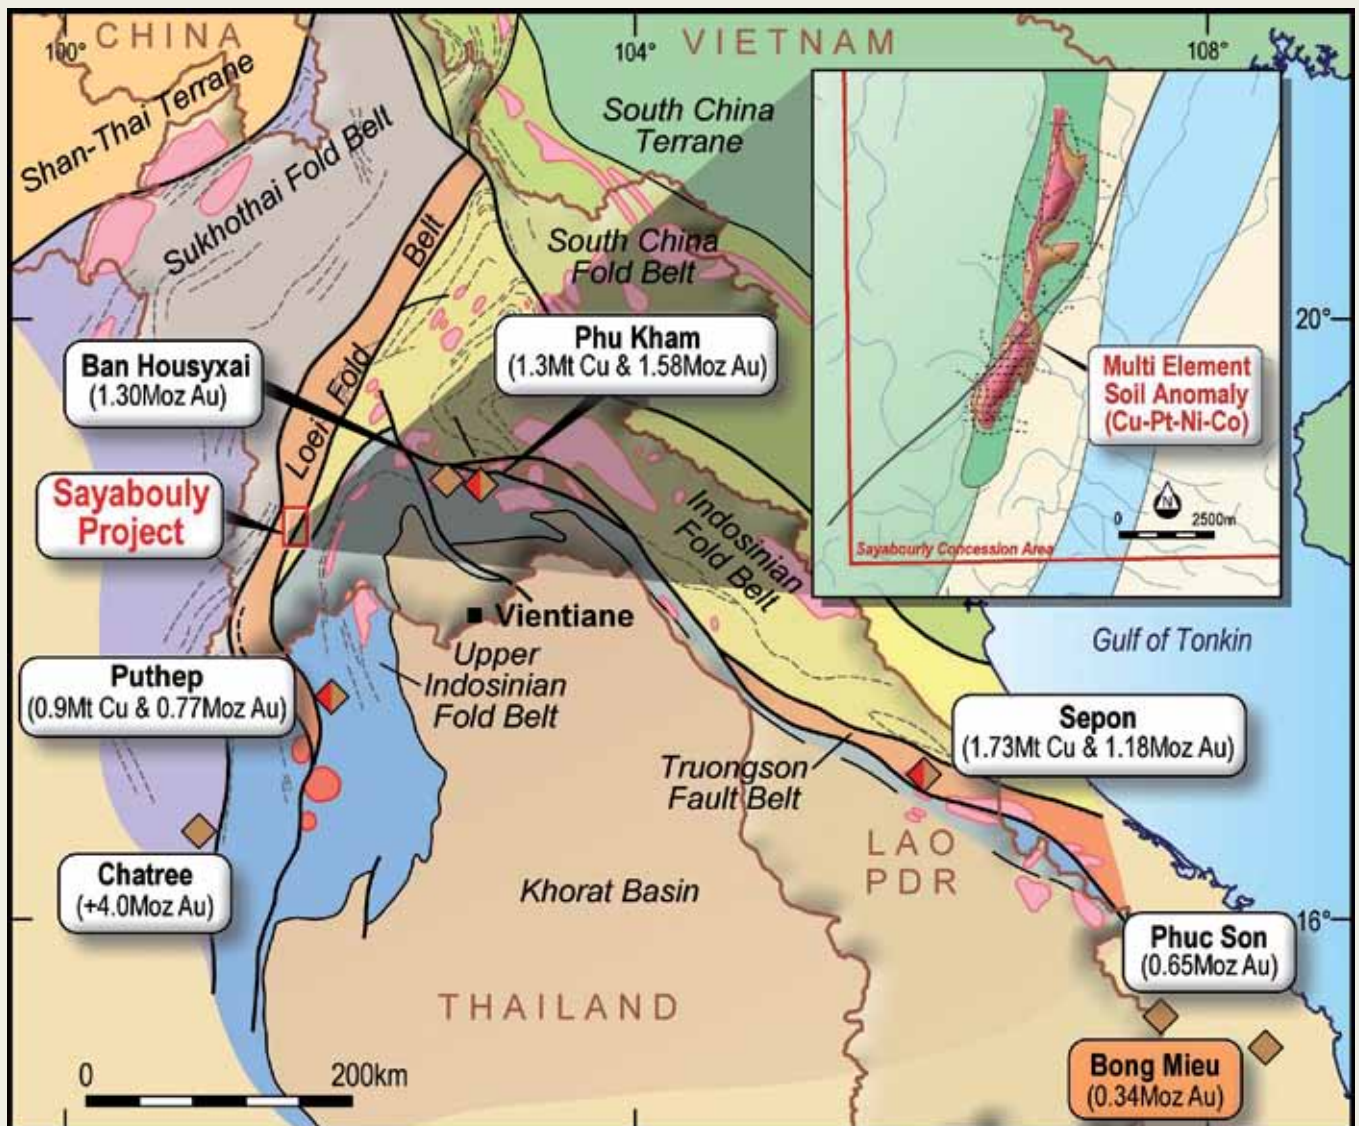 CHINA
VIETNAM
100°
104°
108°
Shan-Thai Terrane
Sukhothai Fold Belt
South China
Terrane
South China
Fold Belt
Loei Fold
Belt
20°
Ban Housyxai
(1.30Moz Au)
Phu Kham
(1.3Mt Cu & 1.58Moz Au)
Multi Element
Soil Anomaly
(Cu-Pt-Ni-Co)
N
0
2500m
Sayabourly Concession Area
Sayabouly
Project
Indosinian
Fold Belt
Vientiane
Gulf of Tonkin
Upper
Indosinian
Fold Belt
Puthep
(0.9Mt Cu & 0.77Moz Au)
Sepon
(1.73Mt Cu & 1.18Moz Au)
Truongson
Fault Belt
LAO
PDR
Chatree
(+4.0Moz Au)
Khorat Basin
16°
Phuc Son
(0.65Moz Au)
THAILAND
Bong Mieu
(0.34Moz Au)
0
200km